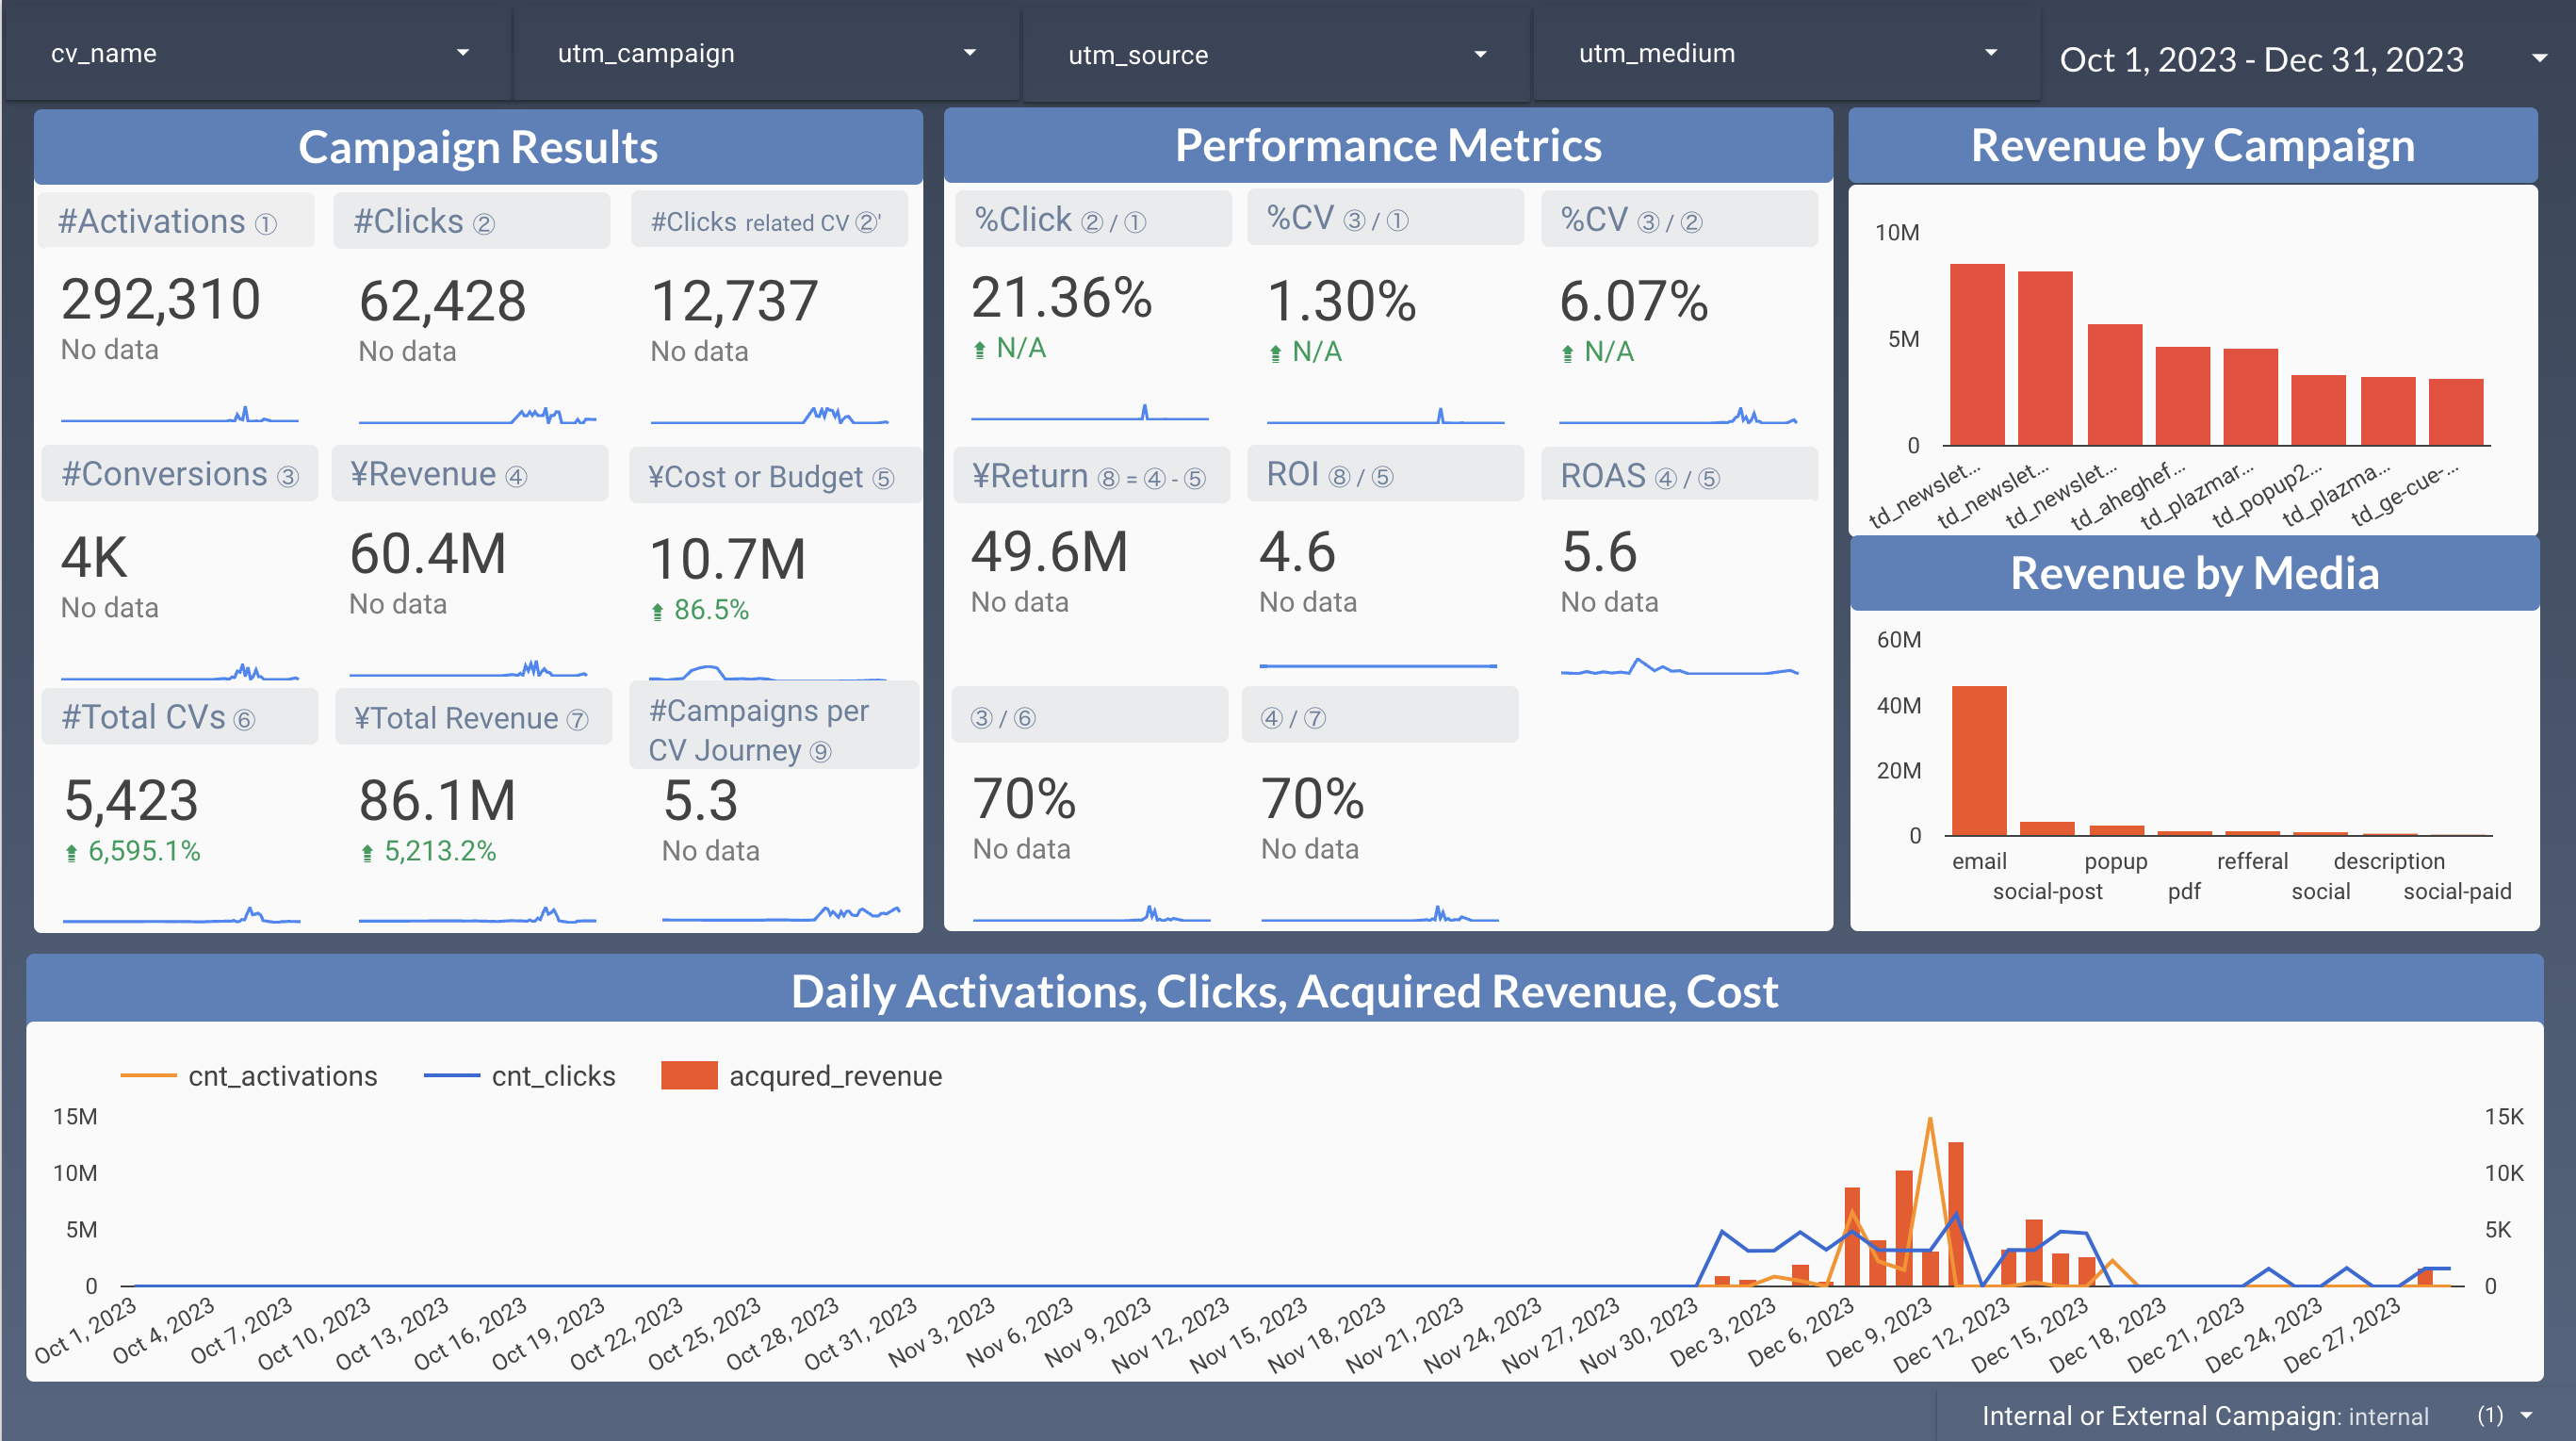 cv_name
utm_campaign
utm_source
utm_medium
Oct 1, 2023 - Dec 31, 2023
Campaign Results
#Activations ①
#Clicks ②
#Clicks related CV ②'
292,310
No data
62,428
No data
12,737
No data
#Conversions ③
¥Revenue ④
¥Cost or Budget ⑤
4K
No data
60.4M
No data
10.7M
86.5%
#Total CVs ⑥
¥Total Revenue ⑦
#Campaigns per
CV Journey ⑨
5,423
6,595.1%
86.1M
5,213.2%
5.3
No data
Performance Metrics
%Click ② / ①
%CV ③ / ①
%CV ③ / ②
21.36%
N/A
1.30%
N/A
6.07%
N/A
¥Return ⑧ = ④ - ⑤
ROI ⑧ / ⑤
ROAS ④ / ⑤
49.6M
No data
4.6
No data
5.6
No data
③ / ⑥
④ / ⑦
70%
No data
70%
No data
Revenue by Campaign
10M
5M
0
td_newslet...
td_newslet...
td_newslet...
td_aheghef...
td_plazmar...
td_popup2...
td_plazma...
td_ge-cue-...
Revenue by Media
60M
40M
20M
0
email
social-post
popup
pdf
refferal
social
description
social-paid
Daily Activations, Clicks, Acquired Revenue, Cost
cnt_activations
cnt_clicks
acqured_revenue
15M
10M
5M
0
15K
10K
5K
0
Oct 1, 2023
Oct 4, 2023
Oct 7, 2023
Oct 10, 2023
Oct 13, 2023
Oct 16, 2023
Oct 19, 2023
Oct 22, 2023
Oct 25, 2023
Oct 28, 2023
Oct 31, 2023
Nov 3, 2023
Nov 6, 2023
Nov 9, 2023
Nov 12, 2023
Nov 15, 2023
Nov 18, 2023
Nov 21, 2023
Nov 24, 2023
Nov 27, 2023
Nov 30, 2023
Dec 3, 2023
Dec 6, 2023
Dec 9, 2023
Dec 12, 2023
Dec 15, 2023
Dec 18, 2023
Dec 21, 2023
Dec 24, 2023
Dec 27, 2023
Internal or External Campaign: internal (1)